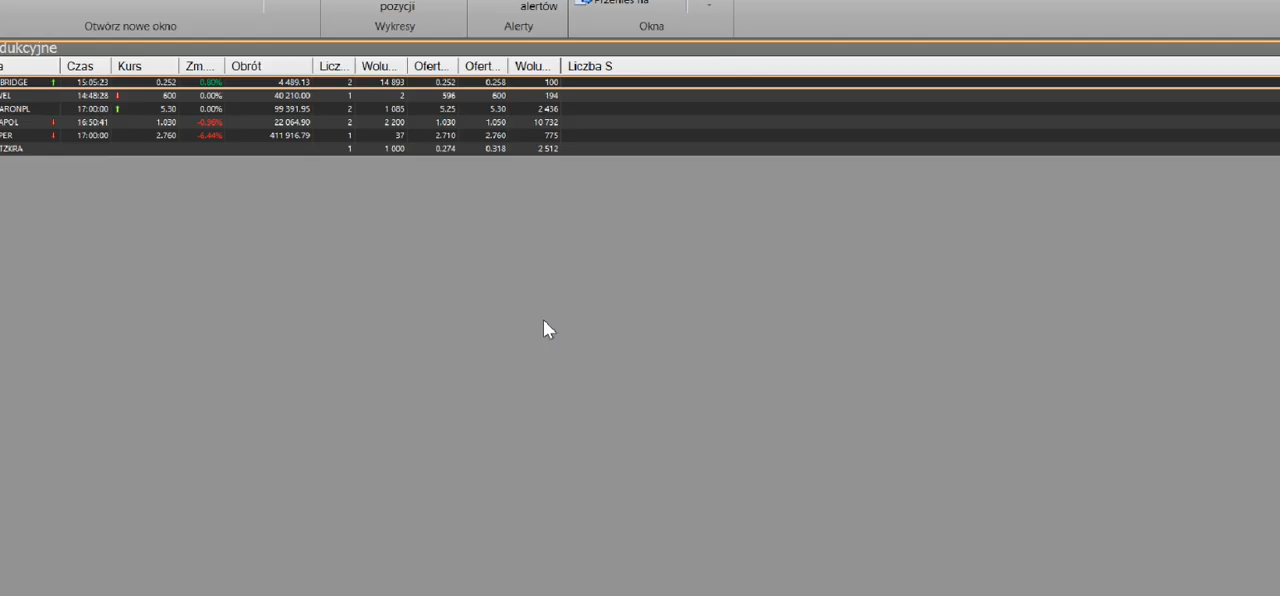 pozycji alertów Przenieś na
Otwórz nowe okno Wykresy Alerty Okna
dukcyjne
a Czas Kurs Zm.... Obrót Licz... Wolu... Ofert... Ofert... Wolu... Liczba S
BRIDGE 15:05:23 0.252 0.80% 4 489.13 2 14 893 0.252 0.258 100
VEL 14:48:28 600 0.00% 40 210.00 1 2 596 600 194
ARONPL 17:00:00 5.30 0.00% 99 391.95 2 1 085 5.25 5.30 2 436
APOL 16:50:41 1.030 -0.96% 22 064.90 2 2 200 1.030 1.050 10 732
PER 17:00:00 2.760 -6.44% 411 916.79 1 37 2.710 2.760 775
TZKRA 1 1 000 0.274 0.318 2 512